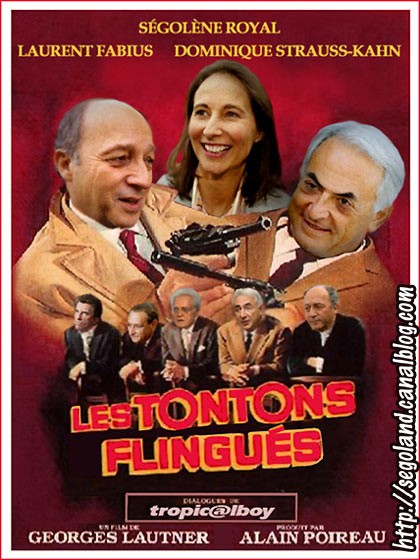 SÉGOLÈNE ROYAL
LAURENT FABIUS DOMINIQUE STRAUSS-KAHN
LES TONTONS
FLINGUÉS
DIALOGUES DE
tropic@lboy
UN FILM DE
GEORGES LAUTNER
PRODUIT PAR
ALAIN POIREAU
http://segoland.canalblog.com